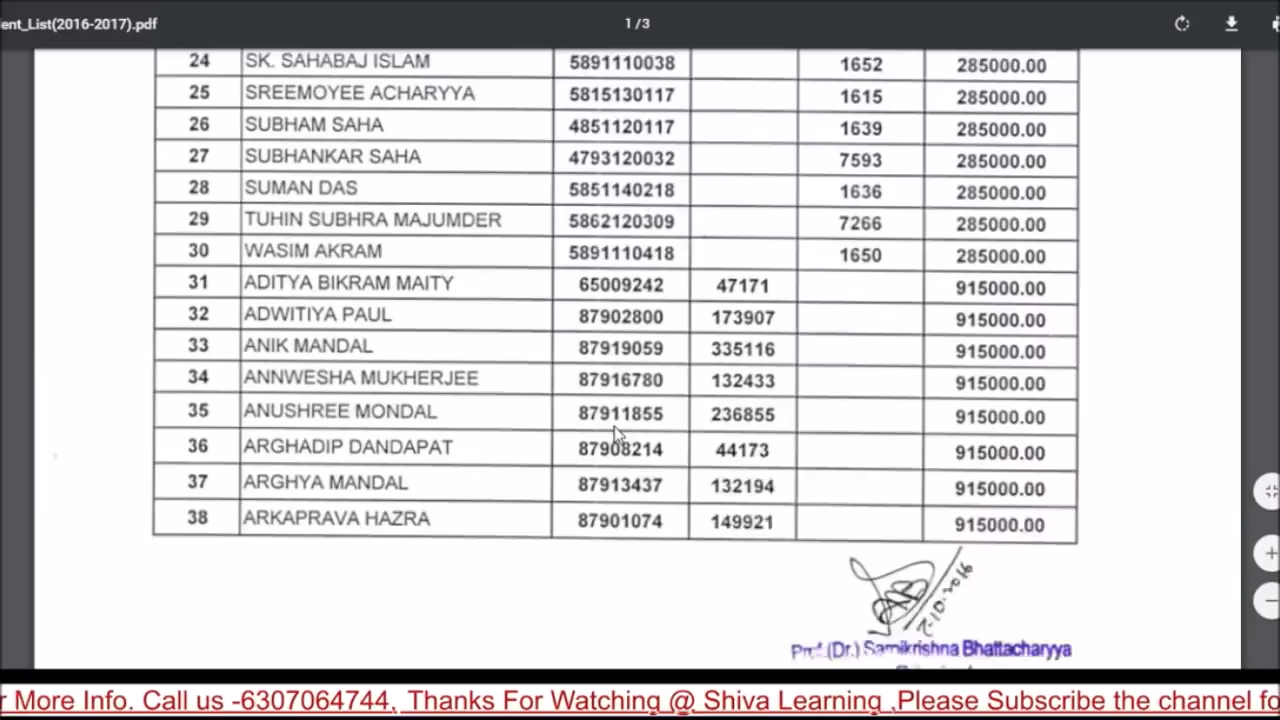 ent_List(2016-2017).pdf 1 / 3
24 SK. SAHABAJ ISLAM 5891110038 1652 285000.00
25 SREEMOYEE ACHARYYA 5815130117 1615 285000.00
26 SUBHAM SAHA 4851120117 1639 285000.00
27 SUBHANKAR SAHA 4793120032 7593 285000.00
28 SUMAN DAS 5851140218 1636 285000.00
29 TUHIN SUBHRA MAJUMDER 5862120309 7266 285000.00
30 WASIM AKRAM 5891110418 1650 285000.00
31 ADITYA BIKRAM MAITY 65009242 47171 915000.00
32 ADWITIYA PAUL 87902800 173907 915000.00
33 ANIK MANDAL 87919059 335116 915000.00
34 ANNWESHA MUKHERJEE 87916780 132433 915000.00
35 ANUSHREE MONDAL 87911855 236855 915000.00
36 ARGHADIP DANDAPAT 87908214 44173 915000.00
37 ARGHYA MANDAL 87913437 132194 915000.00
38 ARKAPRAVA HAZRA 87901074 149921 915000.00
Prof.(Dr.) Samikrishna Bhattacharyya
r More Info. Call us -6307064744, Thanks For Watching @ Shiva Learning ,Please Subscribe the channel fo